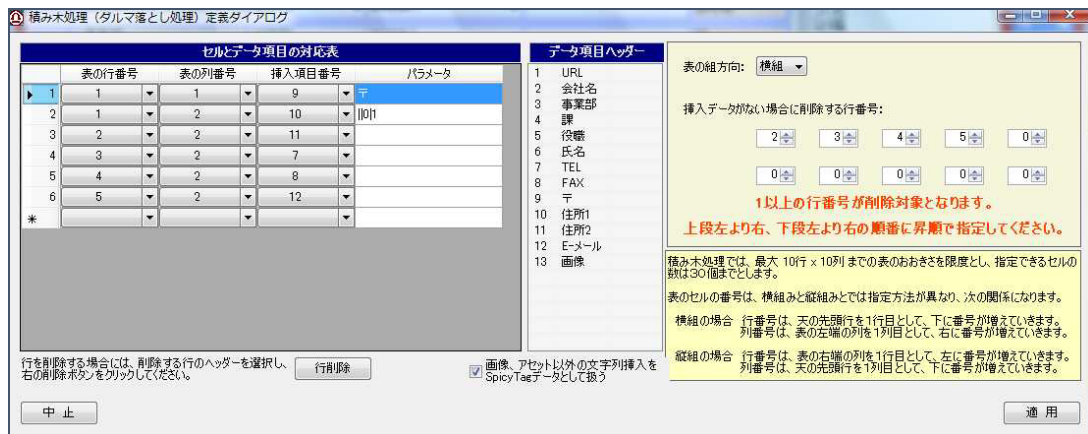 積み木処理（ダルマ落とし処理）定義ダイアログ
セルとデータ項目の対応表
表の行番号 表の列番号 挿入項目番号 パラメータ
1 1 1 9 〒
2 1 2 10 ||0|1
3 2 2 11
4 3 2 7
5 4 2 8
6 5 2 12
*
データ項目ヘッダー
1 URL
2 会社名
3 事業部
4 課
5 役職
6 氏名
7 TEL
8 FAX
9 〒
10 住所1
11 住所2
12 E-メール
13 画像
表の組方向: 横組
挿入データがない場合に削除する行番号:
2 3 4 5 0
0 0 0 0 0
1以上の行番号が削除対象となります。
上段左より右、下段左より右の順番に昇順で指定してください。
積み木処理では、最大 10行 x 10列 までの表のおおきさを限度とし、指定できるセルの
数は30個までとします。
表のセルの番号は、横組みと縦組みとでは指定方法が異なり、次の関係になります。
横組の場合 行番号は、天の先頭行を1行目として、下に番号が増えていきます。
列番号は、表の左端の列を1列目として、右に番号が増えていきます。
縦組の場合 行番号は、表の右端の列を1行目として、左に番号が増えていきます。
列番号は、天の先頭行を1列目として、下に番号が増えていきます。
行を削除する場合には、削除する行のヘッダーを選択し、
右の削除ボタンをクリックしてください。
行削除
画像、アセット以外の文字列挿入を
SpicyTagデータとして扱う
中 止
適 用